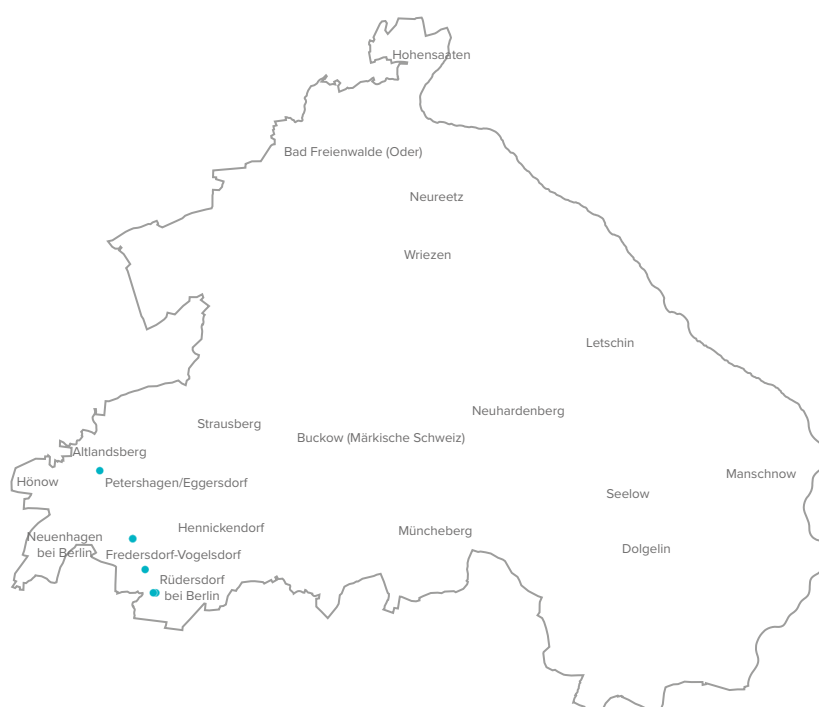 Hohensaaten
Bad Freienwalde (Oder)
Neureetz
Wriezen
Letschin
Neuhardenberg
Strausberg
Buckow (Märkische Schweiz)
Altlandsberg
Manschnow
Hönow
Petershagen/Eggersdorf
Seelow
Hennickendorf
Müncheberg
Neuenhagen
bei Berlin
Fredersdorf-Vogelsdorf
Dolgelin
Rüdersdorf
bei Berlin